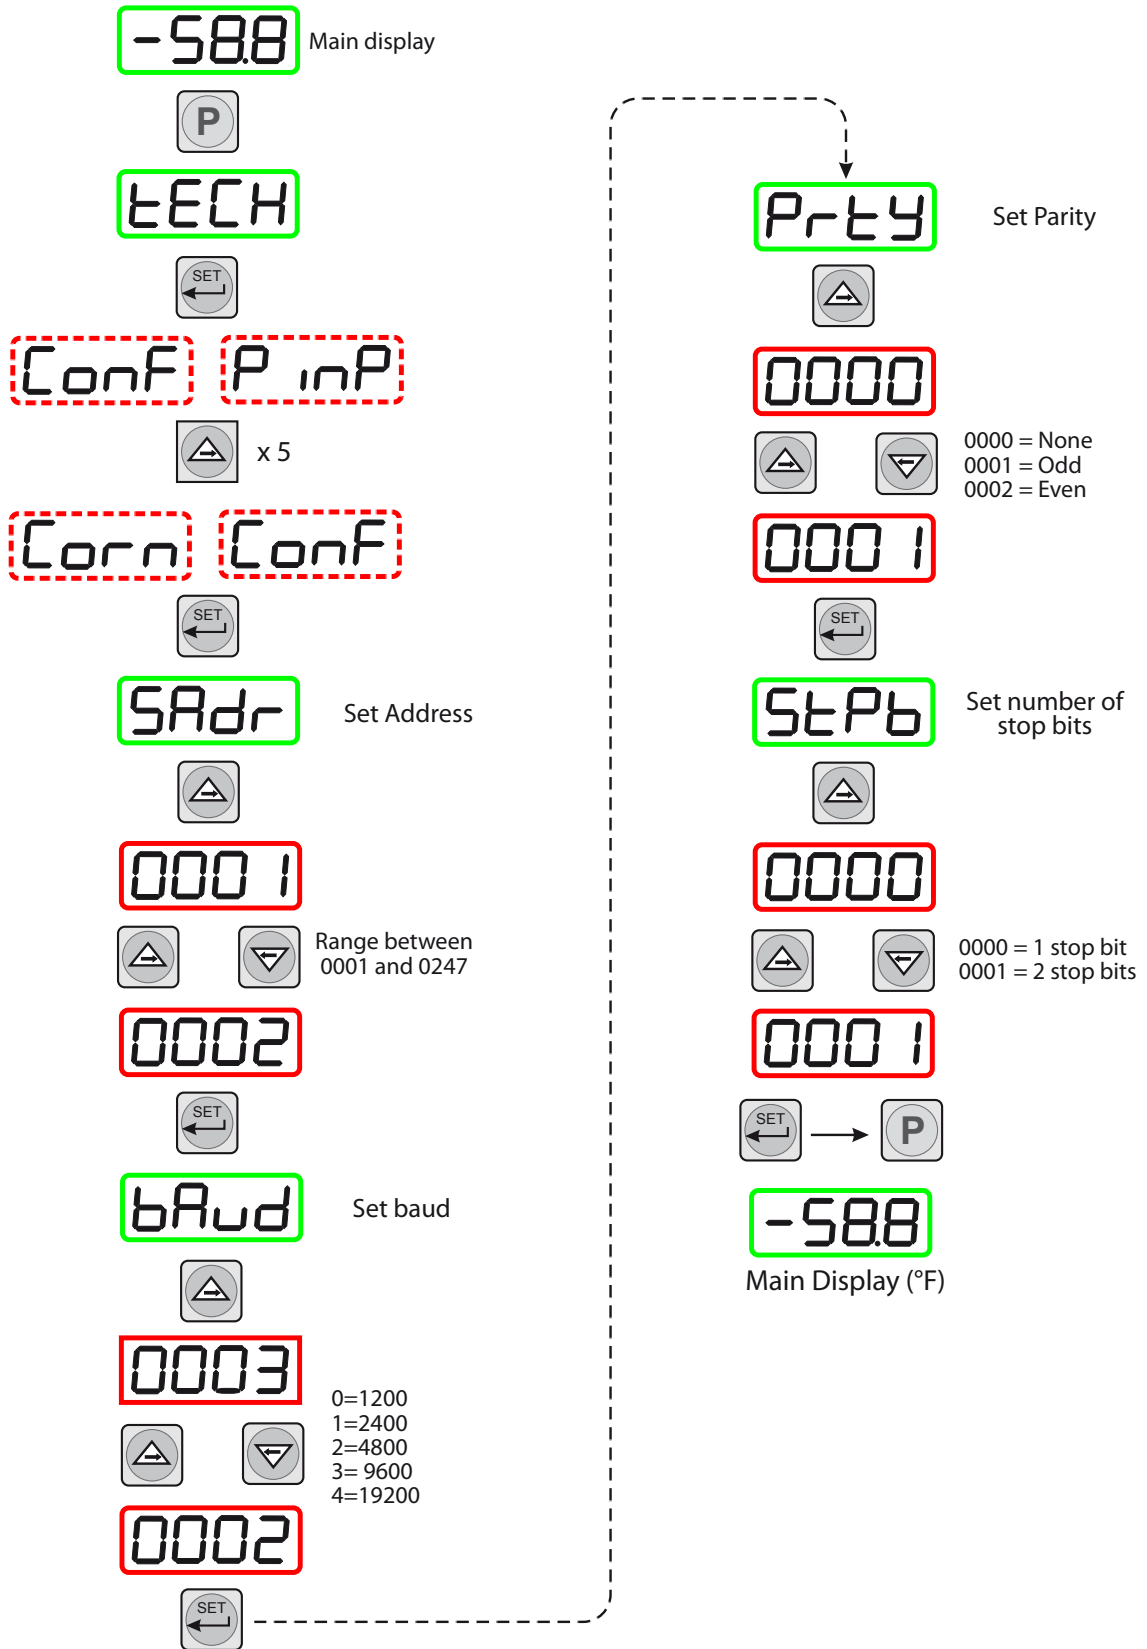 -58.8 Main display
P
tECH
SET
ConF PinP
x 5
Corn ConF
SET
SAdr Set Address
0001
Range between
0001 and 0247
0002
SET
bAud Set baud
0003
0=1200
1=2400
2=4800
3= 9600
4=19200
0002
SET
PrtY Set Parity
0000
0000 = None
0001 = Odd
0002 = Even
0001
SET
StPb Set number of
stop bits
0000
0000 = 1 stop bit
0001 = 2 stop bits
0001
SET P
-58.8
Main Display (°F)